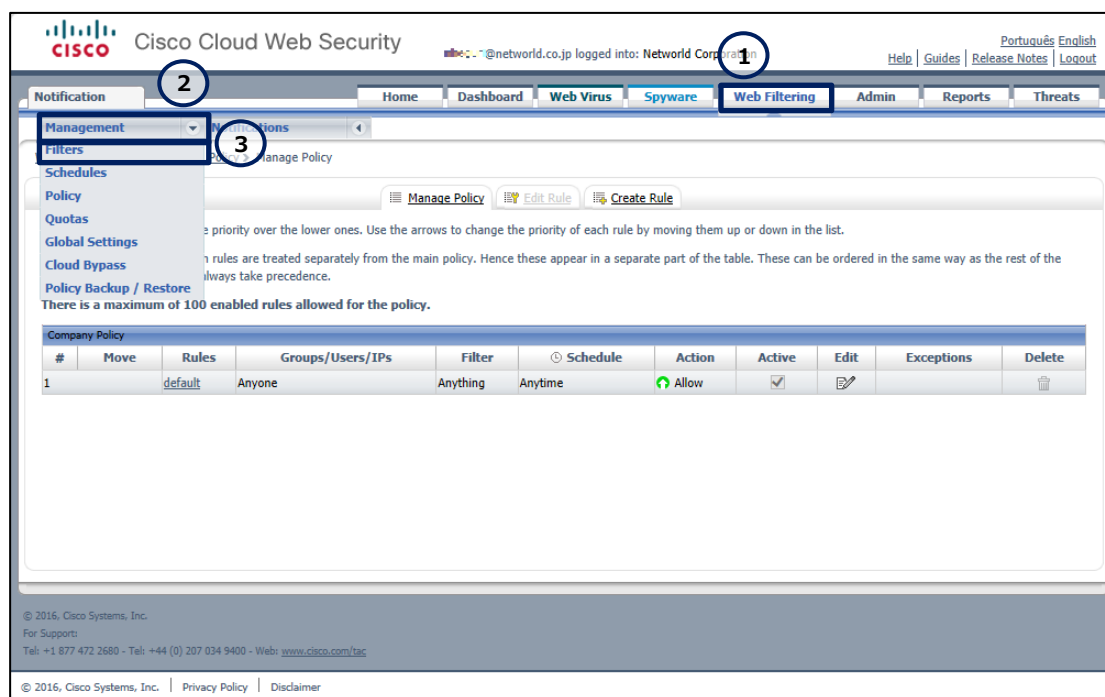 CISCO Cisco Cloud Web Security
@networld.co.jp logged into: Networld Corporation
Português English
Help | Guides | Release Notes | Logout
1
2
Notification Home Dashboard Web Virus Spyware Web Filtering Admin Reports Threats
Management Notifications
3
Filters
> Manage Policy
Schedules
Policy
Manage Policy Edit Rule Create Rule
Quotas
priority over the lower ones. Use the arrows to change the priority of each rule by moving them up or down in the list.
Global Settings
rules are treated separately from the main policy. Hence these appear in a separate part of the table. These can be ordered in the same way as the rest of the
Cloud Bypass
always take precedence.
Policy Backup / Restore
There is a maximum of 100 enabled rules allowed for the policy.
Company Policy
# Move Rules Groups/Users/IPs Filter Schedule Action Active Edit Exceptions Delete
1 default Anyone Anything Anytime Allow
© 2016, Cisco Systems, Inc.
For Support:
Tel: +1 877 472 2680 - Tel: +44 (0) 207 034 9400 - Web: www.cisco.com/tac
© 2016, Cisco Systems, Inc. | Privacy Policy | Disclaimer